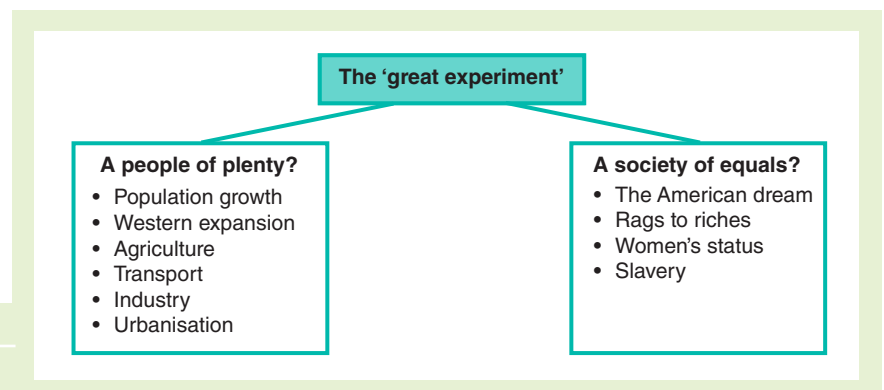 The ‘great experiment’
A people of plenty?
• Population growth
• Western expansion
• Agriculture
• Transport
• Industry
• Urbanisation
A society of equals?
• The American dream
• Rags to riches
• Women’s status
• Slavery